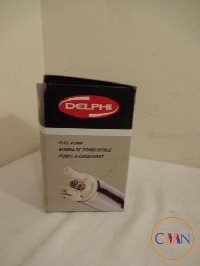 DELPHI
FUEL PUMP
BOMBA DE COMBUSTIBLE
POMPE À CARBURANT